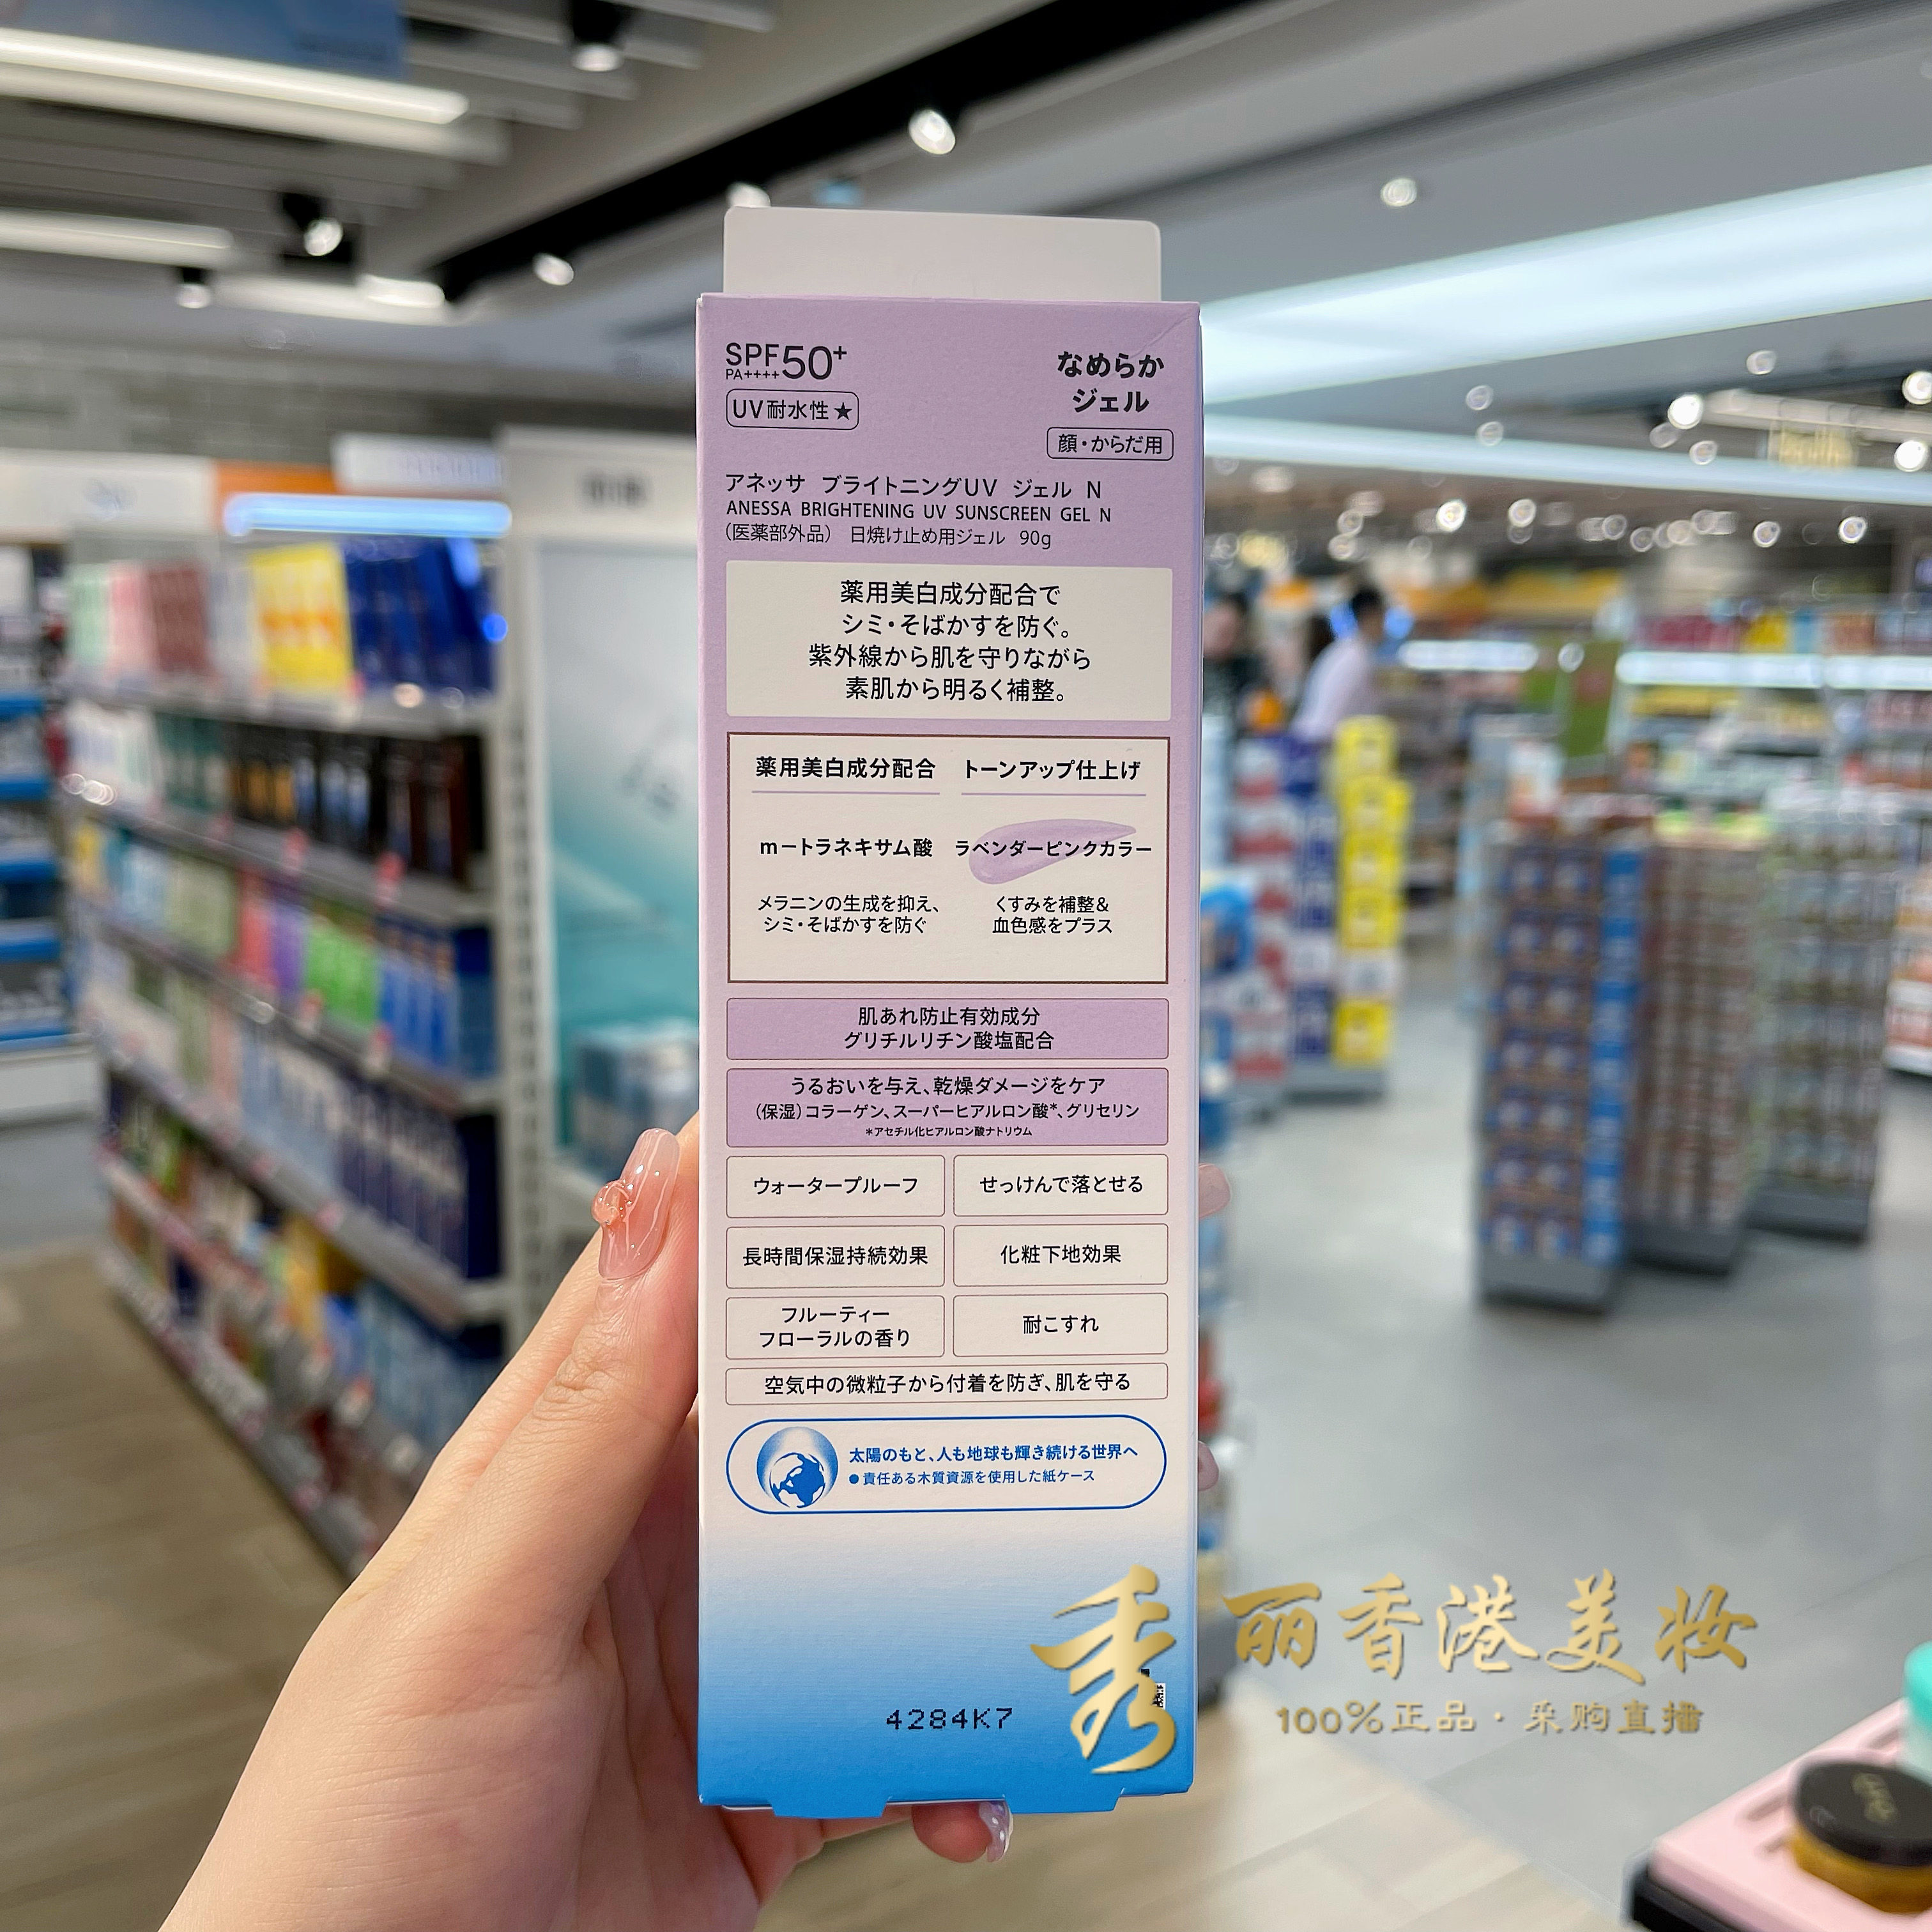 SPF50+
PA++++
UV耐水性★
なめらか
ジェル
顔・からだ用
アネッサ ブライトニングUV ジェル N
ANESSA BRIGHTENING UV SUNSCREEN GEL N
(医薬部外品) 日焼け止め用ジェル 90g
薬用美白成分配合で
シミ・そばかすを防ぐ。
紫外線から肌を守りながら
素肌から明るく補整。
薬用美白成分配合
m−トラネキサム酸
メラニンの生成を抑え、
シミ・そばかすを防ぐ
トーンアップ仕上げ
ラベンダーピンクカラー
くすみを補整&
血色感をプラス
肌あれ防止有効成分
グリチルリチン酸塩配合
うるおいを与え、乾燥ダメージをケア
(保湿)コラーゲン、スーパーヒアルロン酸*、グリセリン
*アセチル化ヒアルロン酸ナトリウム
ウォータープルーフ
せっけんで落とせる
長時間保湿持続効果
化粧下地効果
フルーティー
フローラルの香り
耐こすれ
空気中の微粒子から付着を防ぎ、肌を守る
太陽のもと、人も地球も輝き続ける世界へ
●責任ある木質資源を使用した紙ケース
4284K7
秀丽香港美妆
100%正品·采购直播